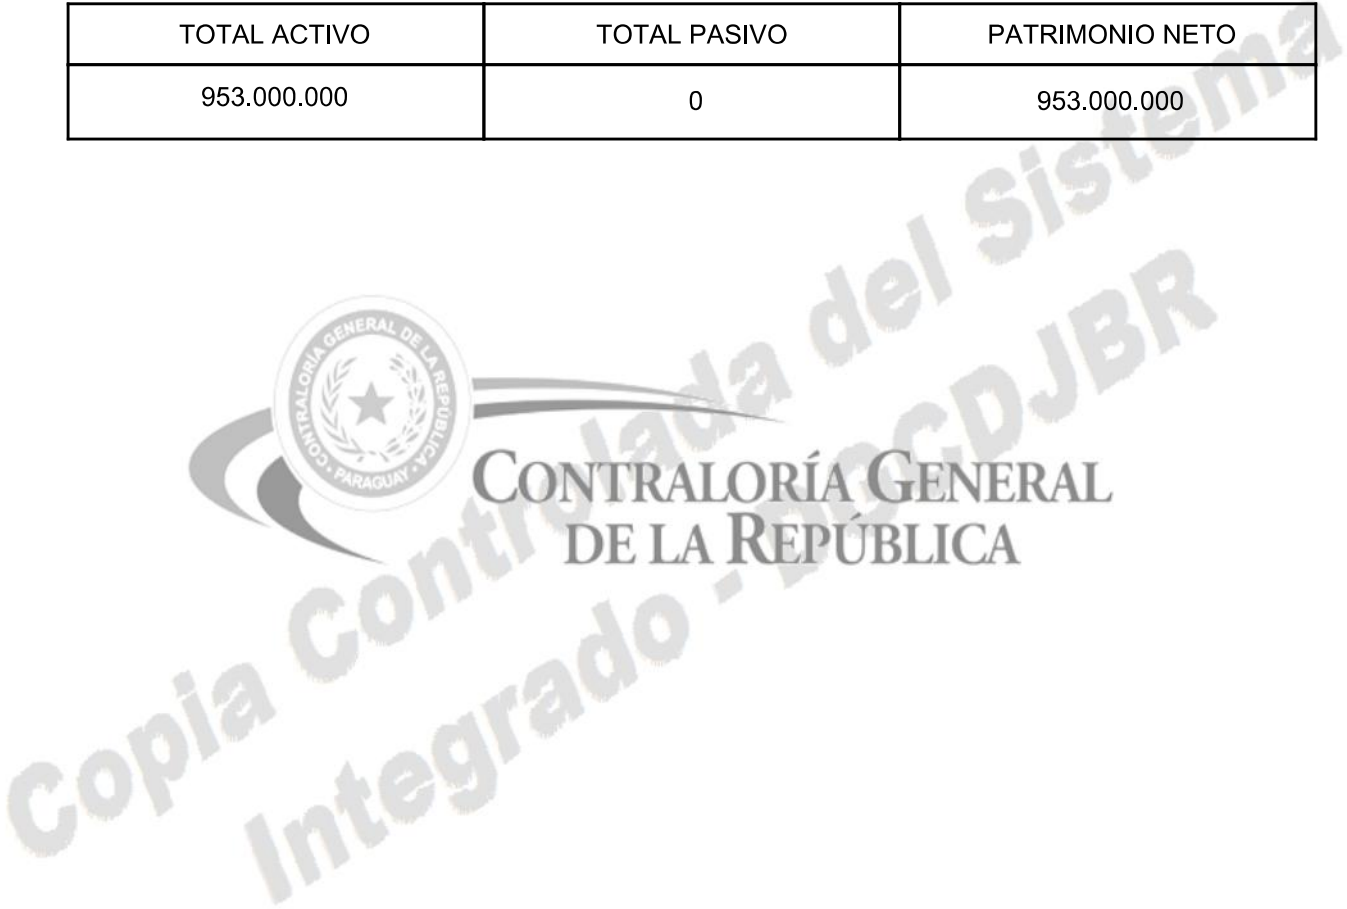 TOTAL ACTIVO TOTAL PASIVO PATRIMONIO NETO
953.000.000 0 953.000.000
CONTRALORÍA GENERAL DE LA REPÚBLICA
• PARAGUAY •
CONTRALORÍA GENERAL
DE LA REPÚBLICA
Copia Controlada del Sistema
Integrado - DGCDJBR